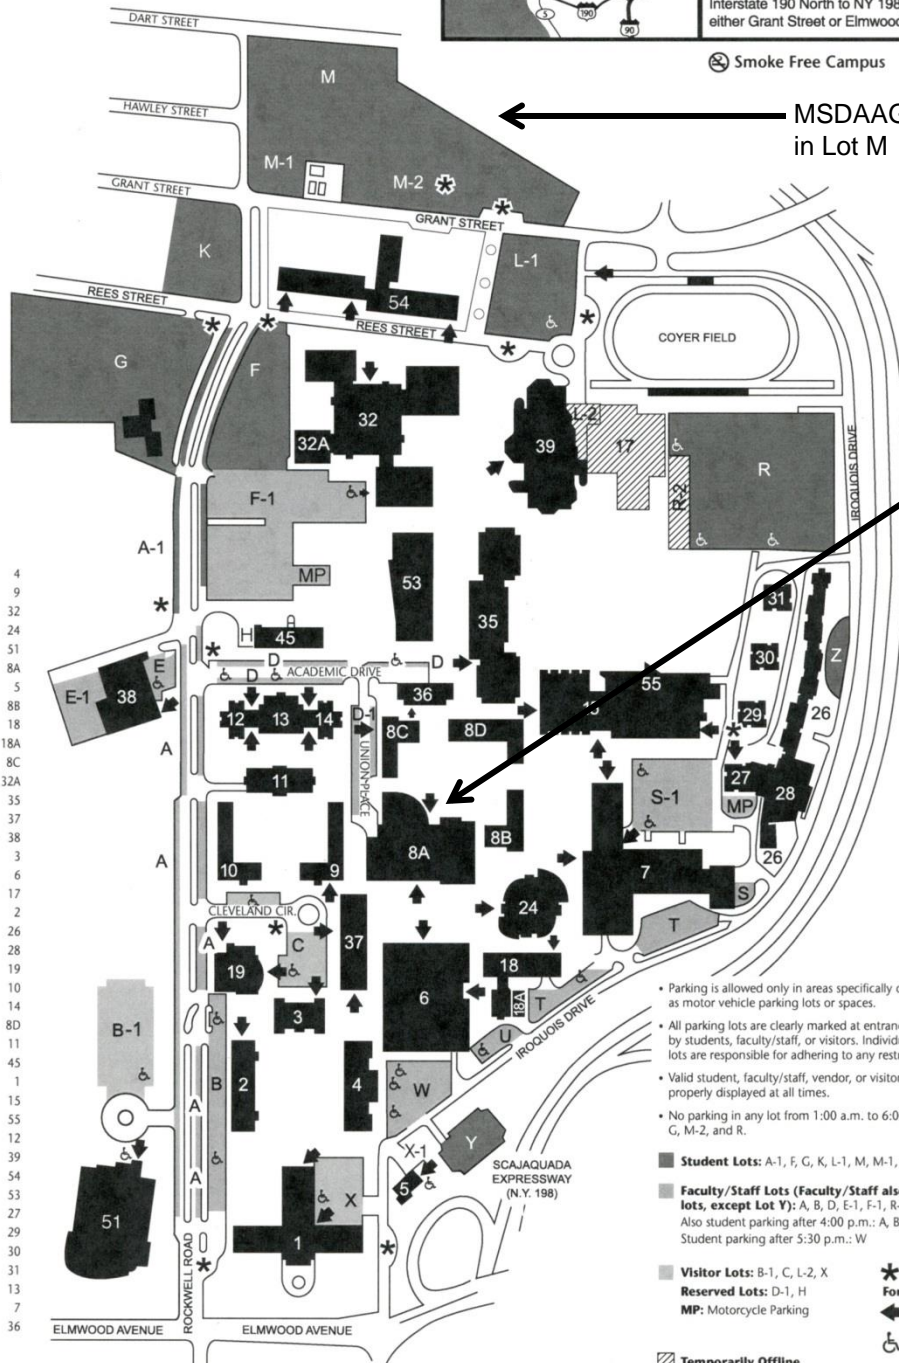 DART STREET
5
190
90
Interstate 190 North to NY 198
either Grant Street or Elmwood
Smoke Free Campus
M
HAWLEY STREET
MSDAAG
in Lot M
M-1
M-2
GRANT STREET
GRANT STREET
K
L-1
REES STREET
54
REES STREET
COYER FIELD
G
F
32
32A
39
L-2
17
R
R-2
IROQUOIS DRIVE
F-1
A-1
MP
53
35
31
H
45
30
Z
E
E-1
38
D
D
D
ACADEMIC DRIVE
36
55
15
29
26
12
13
14
D-1
8C
8D
UNION PLACE
A
11
27
28
MP
S-1
A
10
9
8A
8B
7
26
S
CLEVELAND CIR.
24
T
A
C
37
19
18
18A
T
3
6
U
IROQUOIS DRIVE
B-1
B
2
4
W
A
Y
X-1
SCAJAQUADA
EXPRESSWAY
(N.Y. 198)
5
A
X
51
1
ROCKWELL ROAD
ELMWOOD AVENUE
ELMWOOD AVENUE
4
9
32
24
51
8A
5
8B
18
18A
8C
32A
35
37
38
3
6
17
2
26
28
19
10
14
8D
11
45
1
15
55
12
39
54
53
27
29
30
31
13
7
36
• Parking is allowed only in areas specifically
as motor vehicle parking lots or spaces.
• All parking lots are clearly marked at
by students, faculty/staff, or visitors.
lots are responsible for adhering to any
• Valid student, faculty/staff, vendor, or
properly displayed at all times.
• No parking in any lot from 1:00 a.m. to
G, M-2, and R.
Student Lots: A-1, F, G, K, L-1, M, M-1,
Faculty/Staff Lots (Faculty/Staff
lots, except Lot Y): A, B, D, E-1, F-1,
Also student parking after 4:00 p.m.: A, B
Student parking after 5:30 p.m.: W
Visitor Lots: B-1, C, L-2, X
Reserved Lots: D-1, H
MP: Motorcycle Parking
Temporarily Offline